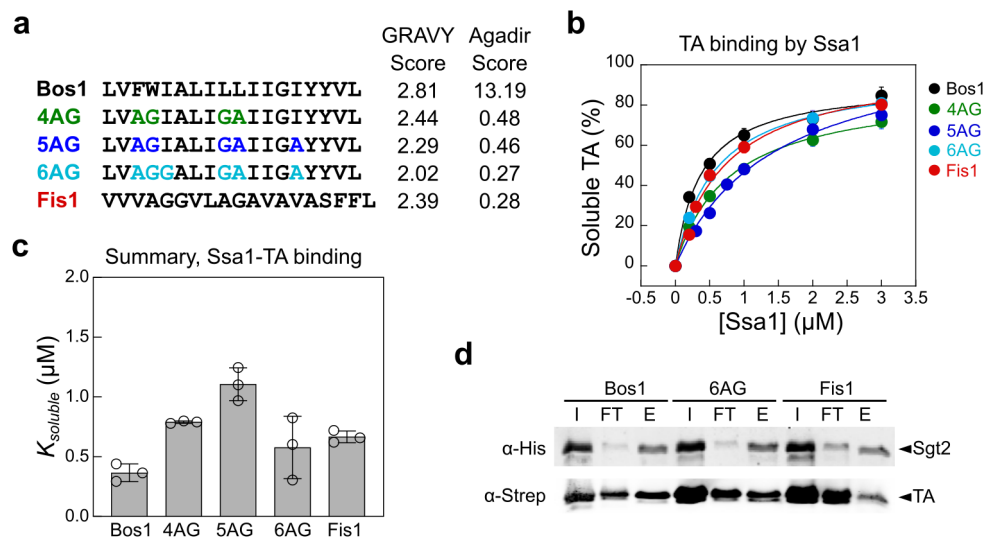 a
GRAVY Agadir
Score Score
Bos1 LVFWIALILLIIGIYYVL 2.81 13.19
4AG LVAGIALIGAIIGIYYVL 2.44 0.48
5AG LVAGIALIGAIIGAYYVL 2.29 0.46
6AG LVAGGALIGAIIGAYYVL 2.02 0.27
Fis1 VVVAGGVLAGAVAVASFFL 2.39 0.28
b
TA binding by Ssa1
Soluble TA (%)
100
80
60
40
20
0
-0.5 0 0.5 1 2 3 3.5
[Ssa1] (μM)
Bos1
4AG
5AG
6AG
Fis1
c
Summary, Ssa1-TA binding
Ksoluble (μM)
2.0
1.5
1.0
0.5
0.0
Bos1 4AG 5AG 6AG Fis1
d
Bos1 6AG Fis1
I FT E I FT E I FT E
α-His Sgt2
α-Strep TA